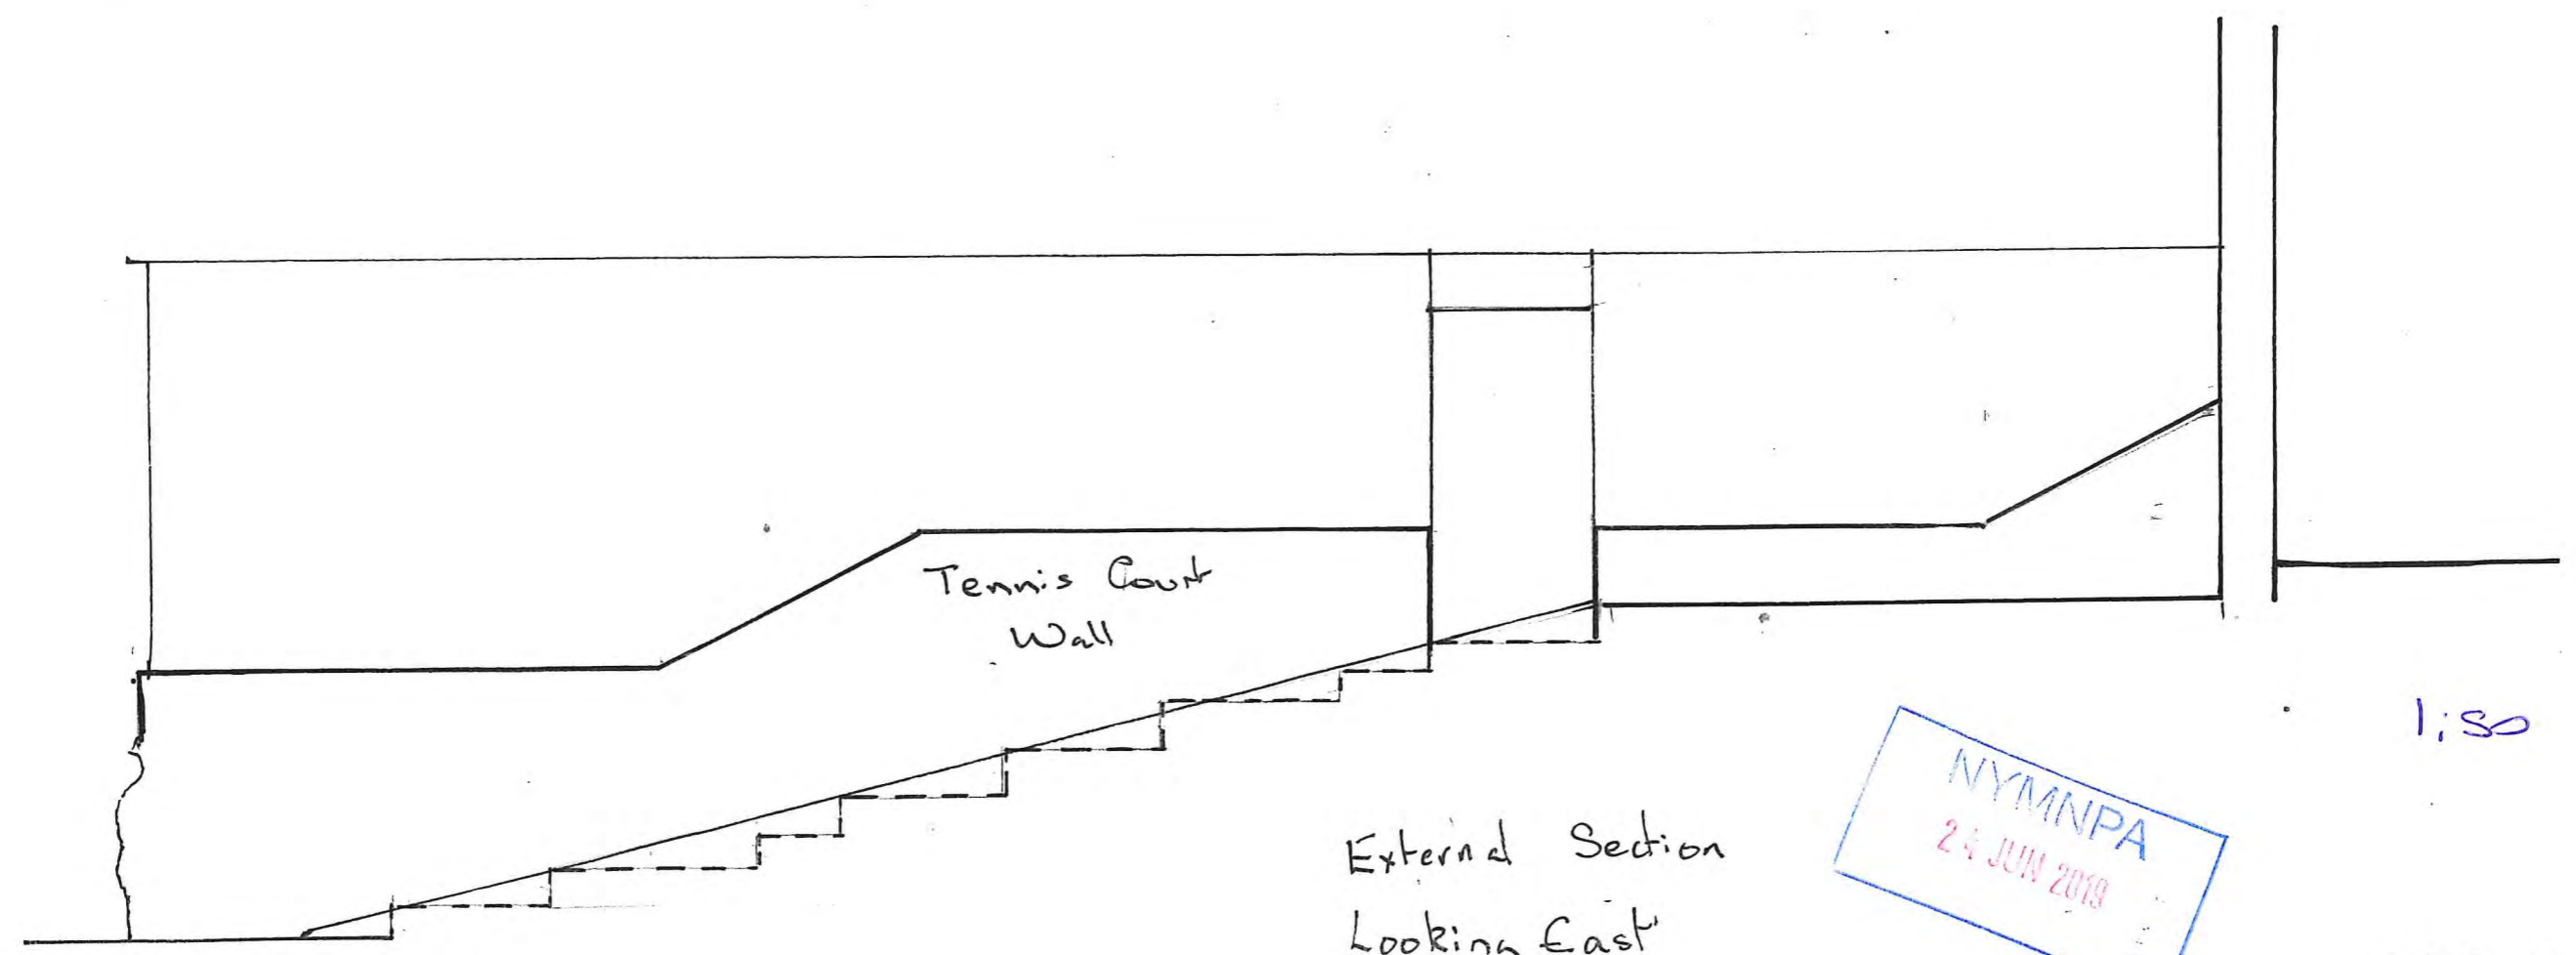 Tennis Court
Wall
1:50
External Section
Looking East
NYMNPA
24 JUN 2019